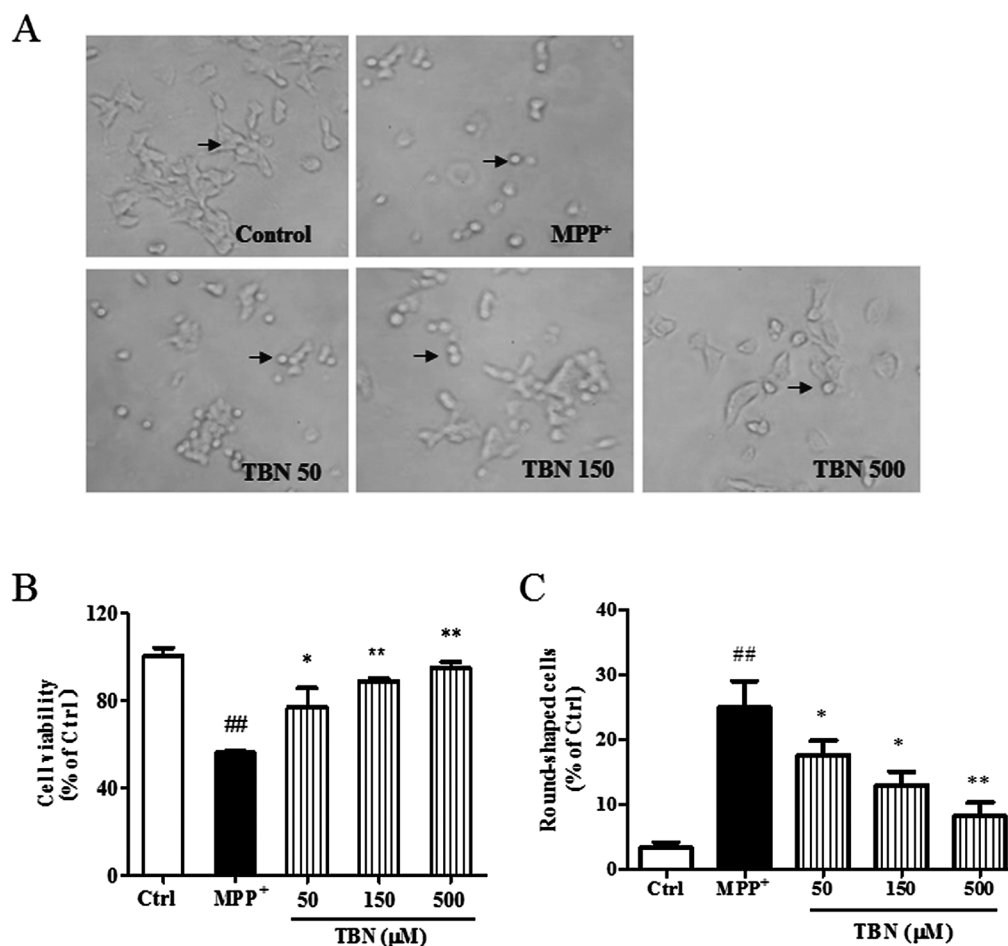 A
Control
MPP+
TBN 50
TBN 150
TBN 500
B
Cell viability
(% of Ctrl)
120
80
40
0
##
*
**
**
Ctrl
MPP+
50
150
500
TBN (μM)
C
Round-shaped cells
(% of Ctrl)
40
30
20
10
0
##
*
*
**
Ctrl
MPP+
50
150
500
TBN (μM)